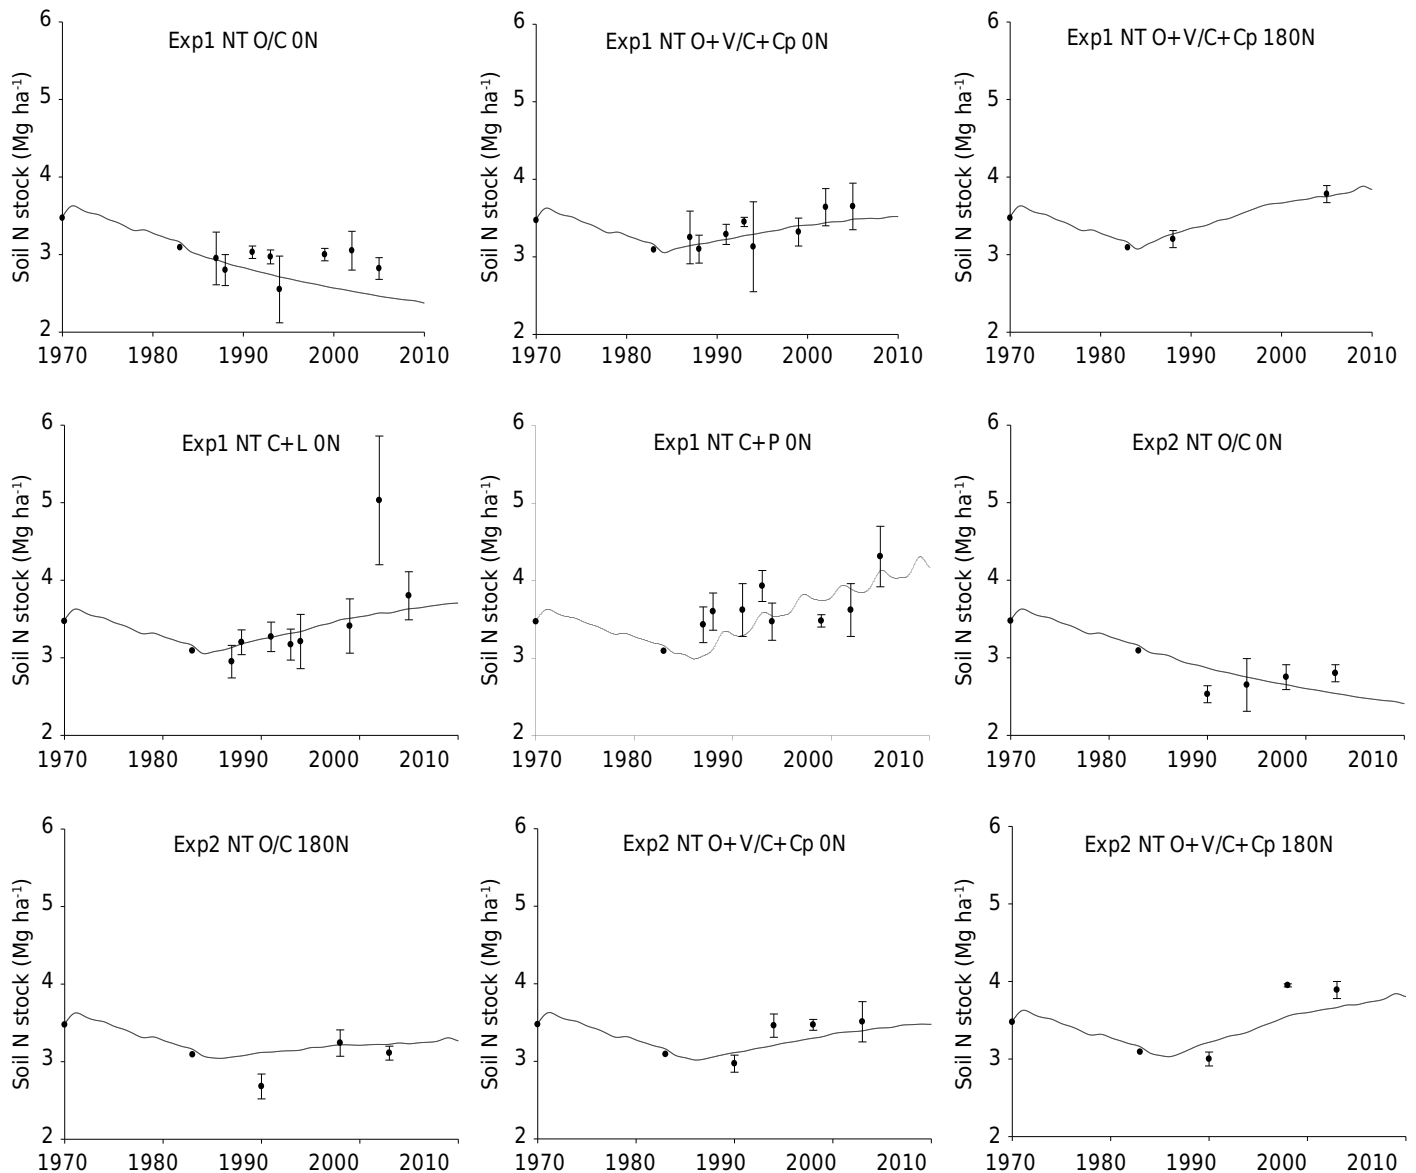 Exp1 NT O/C 0N
Soil N stock (Mg ha⁻¹)
6
5
4
3
2
1970 1980 1990 2000 2010
Exp1 NT O+V/C+Cp 0N
Soil N stock (Mg ha⁻¹)
6
5
4
3
2
1970 1980 1990 2000 2010
Exp1 NT O+V/C+Cp 180N
Soil N stock (Mg ha⁻¹)
6
5
4
3
2
1970 1980 1990 2000 2010
Exp1 NT C+L 0N
Soil N stock (Mg ha⁻¹)
6
5
4
3
2
1970 1980 1990 2000 2010
Exp1 NT C+P 0N
Soil N stock (Mg ha⁻¹)
6
5
4
3
2
1970 1980 1990 2000 2010
Exp2 NT O/C 0N
Soil N stock (Mg ha⁻¹)
6
5
4
3
2
1970 1980 1990 2000 2010
Exp2 NT O/C 180N
Soil N stock (Mg ha⁻¹)
6
5
4
3
2
1970 1980 1990 2000 2010
Exp2 NT O+V/C+Cp 0N
Soil N stock (Mg ha⁻¹)
6
5
4
3
2
1970 1980 1990 2000 2010
Exp2 NT O+V/C+Cp 180N
Soil N stock (Mg ha⁻¹)
6
5
4
3
2
1970 1980 1990 2000 2010